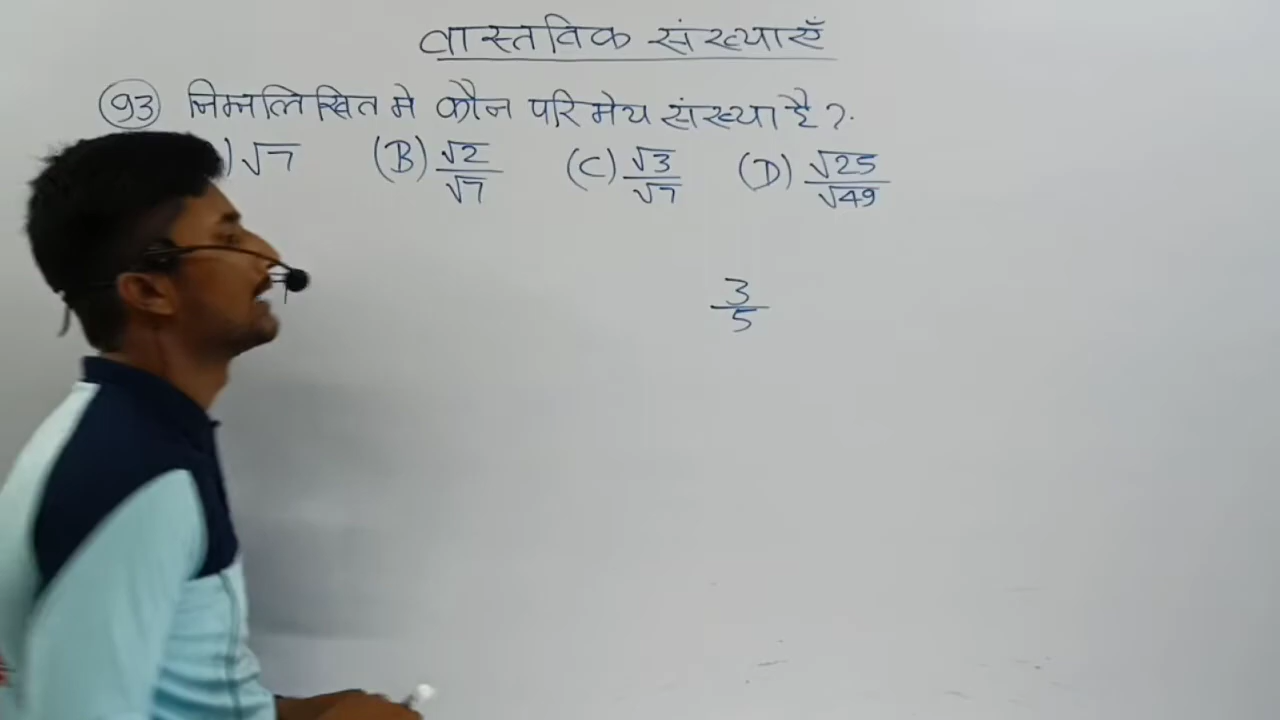 वास्तविक संख्याएँ
93 निम्नलिखित मे कौन परिमेय संख्या है ?
) √7 (B) √2/√7 (C) √3/√7 (D) √25/√49
3/5